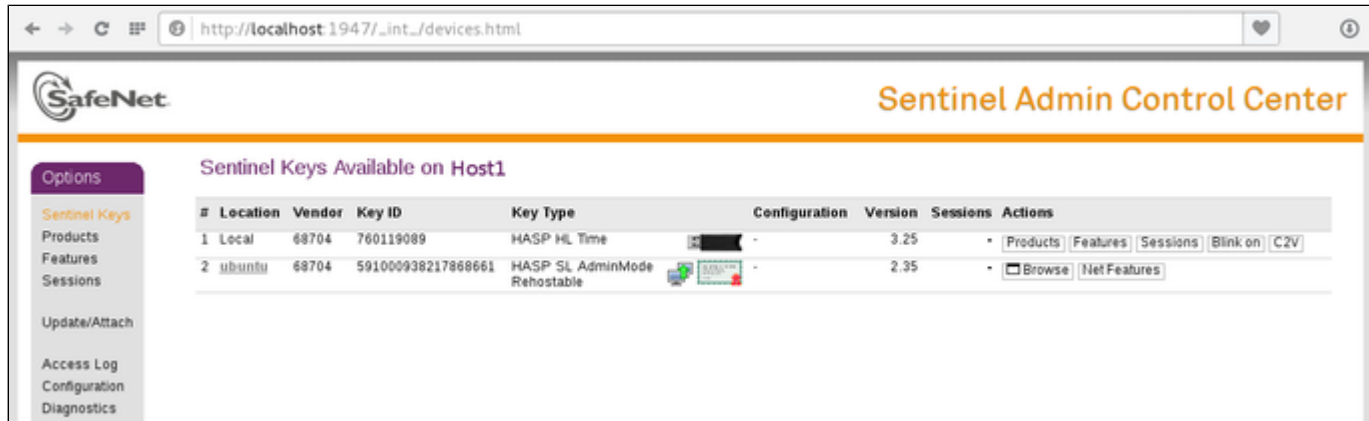 http://localhost:1947/_int_/devices.html
SafeNet.
Sentinel Admin Control Center
Options
Sentinel Keys Available on Host1
Sentinel Keys
Products
Features
Sessions
Update/Attach
Access Log
Configuration
Diagnostics
# Location Vendor Key ID Key Type Configuration Version Sessions Actions
1 Local 68704 760119089 HASP HL Time - 3.25 - Products Features Sessions Blink on C2V
2 ubuntu 68704 591000938217868661 HASP SL AdminMode - 2.35 - Browse Net Features
Rehostable